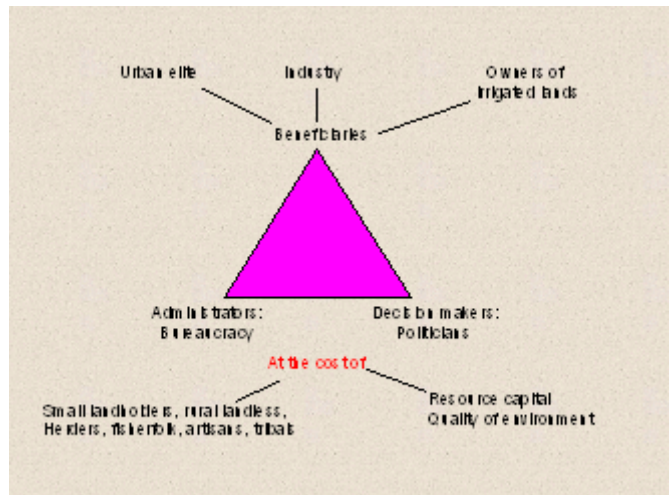 Urban elite
Industry
Owners of
Irrigated lands
Beneficiaries
Administrators:
Bureaucracy
Decision makers:
Politicians
At the cost of
Small landholders, rural landless,
Herders, fisherfolk, artisans, tribals
Resource capital
Quality of environment